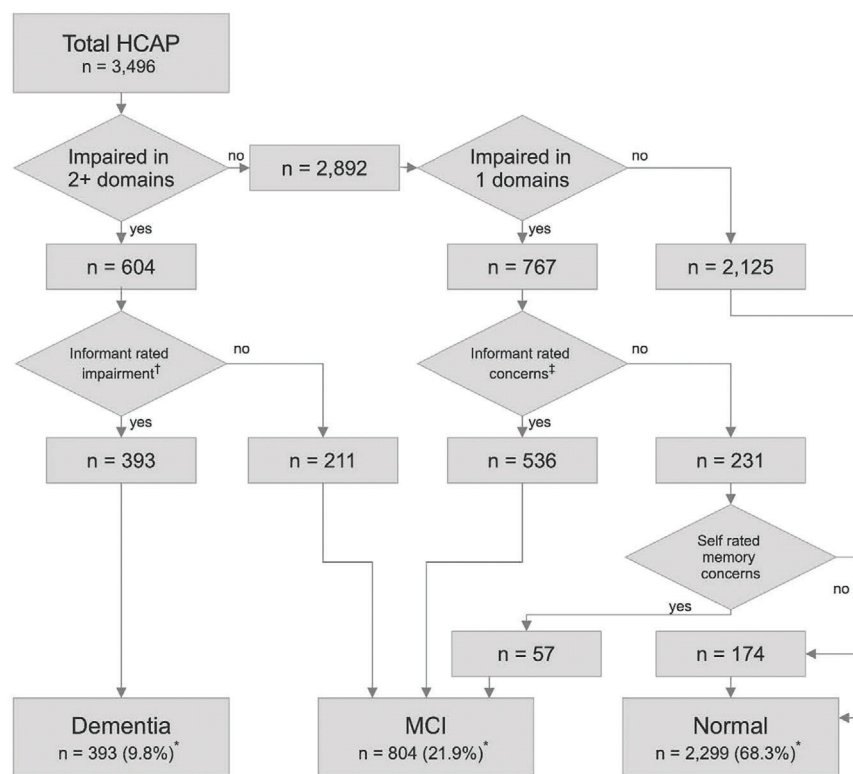 Total HCAP
n = 3,496
Impaired in
2+ domains
no
n = 2,892
Impaired in
1 domains
no
yes
n = 604
yes
n = 767
n = 2,125
Informant rated
impairment†
no
Informant rated
concerns‡
no
yes
n = 393
n = 211
yes
n = 536
n = 231
Self rated
memory
concerns
no
yes
n = 57
n = 174
Dementia
n = 393 (9.8%)*
MCI
n = 804 (21.9%)*
Normal
n = 2,299 (68.3%)*